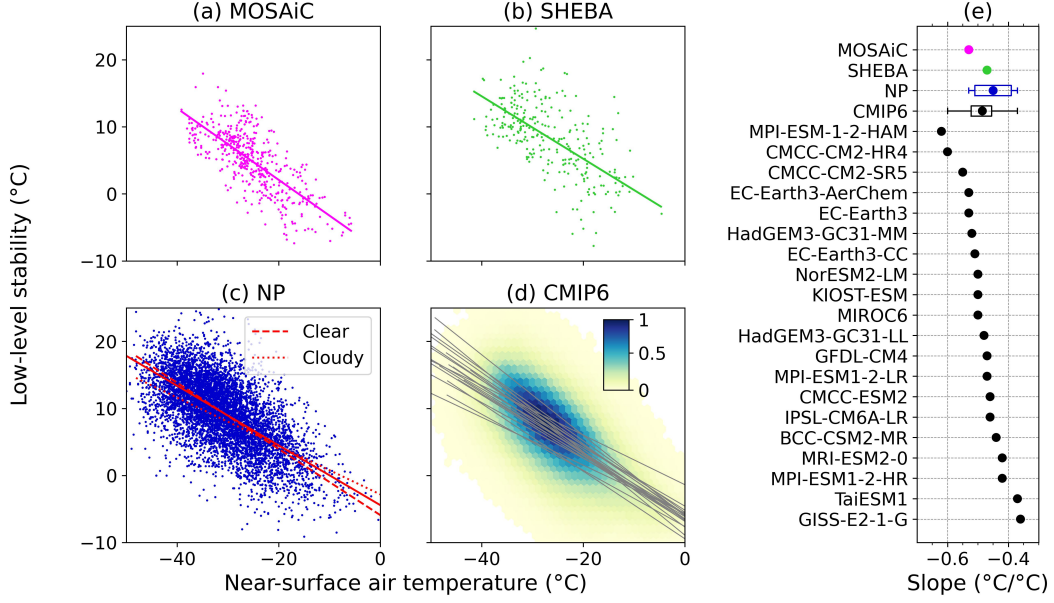 (a) MOSAiC
(b) SHEBA
(e)
20
10
0
−10
Low-level stability (°C)
(c) NP
(d) CMIP6
20
10
0
−10
Clear
Cloudy
1
0.5
0
−40
−20
0
−40
−20
0
Near-surface air temperature (°C)
MOSAiC
SHEBA
NP
CMIP6
MPI-ESM-1-2-HAM
CMCC-CM2-HR4
CMCC-CM2-SR5
EC-Earth3-AerChem
EC-Earth3
HadGEM3-GC31-MM
EC-Earth3-CC
NorESM2-LM
KIOST-ESM
MIROC6
HadGEM3-GC31-LL
GFDL-CM4
MPI-ESM1-2-LR
CMCC-ESM2
IPSL-CM6A-LR
BCC-CSM2-MR
MRI-ESM2-0
MPI-ESM1-2-HR
TaiESM1
GISS-E2-1-G
−0.6
−0.4
Slope (°C/°C)